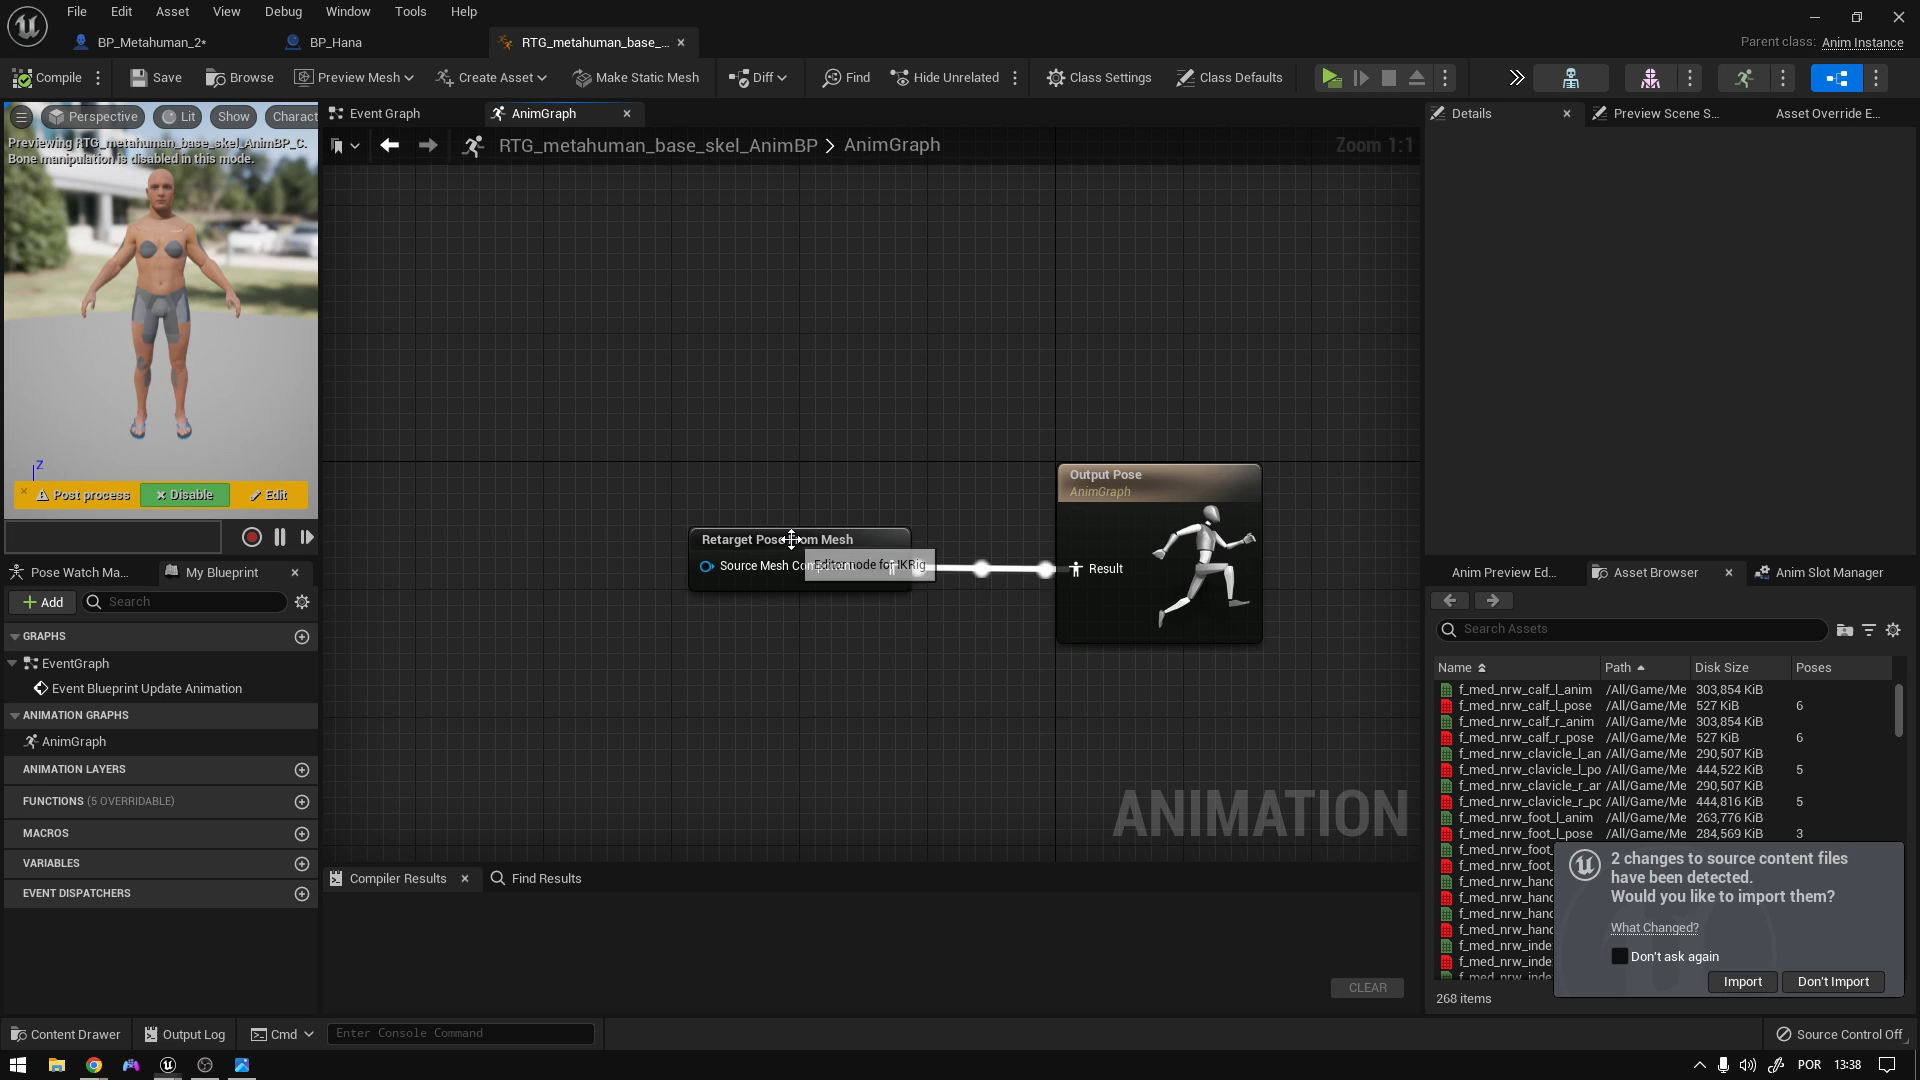 File Edit Asset View Debug Window Tools Help
BP_Metahuman_2* BP_Hana RTG_metahuman_base_...
Parent class: Anim Instance
Compile Save Browse Preview Mesh Create Asset Make Static Mesh Diff Find Hide Unrelated Class Settings Class Defaults
Perspective Lit Show Charact
Previewing RTG_metahuman_base_skel_AnimBP_C.
Bone manipulation is disabled in this mode.
Z
Post process Disable Edit
Event Graph AnimGraph
RTG_metahuman_base_skel_AnimBP > AnimGraph
Zoom 1:1
Retarget Pose From Mesh
Source Mesh
Editor node for IKRig
Output Pose
AnimGraph
Result
ANIMATION
Pose Watch Ma... My Blueprint
Add Search
GRAPHS
EventGraph
Event Blueprint Update Animation
ANIMATION GRAPHS
AnimGraph
ANIMATION LAYERS
FUNCTIONS (5 OVERRIDABLE)
MACROS
VARIABLES
EVENT DISPATCHERS
Compiler Results Find Results
CLEAR
Details Preview Scene S... Asset Override E...
Anim Preview Ed... Asset Browser Anim Slot Manager
Search Assets
Name Path Disk Size Poses
f_med_nrw_calf_l_anim /All/Game/Me 303,854 KiB
f_med_nrw_calf_l_pose /All/Game/Me 527 KiB 6
f_med_nrw_calf_r_anim /All/Game/Me 303,854 KiB
f_med_nrw_calf_r_pose /All/Game/Me 527 KiB 6
f_med_nrw_clavicle_l_an /All/Game/Me 290,507 KiB
f_med_nrw_clavicle_l_po /All/Game/Me 444,522 KiB 5
f_med_nrw_clavicle_r_ar /All/Game/Me 290,507 KiB
f_med_nrw_clavicle_r_pc /All/Game/Me 444,816 KiB 5
f_med_nrw_foot_l_anim /All/Game/Me 263,776 KiB
f_med_nrw_foot_l_pose /All/Game/Me 284,569 KiB 3
f_med_nrw_foot_
f_med_nrw_foot_
f_med_nrw_hand
f_med_nrw_hand
f_med_nrw_hand
f_med_nrw_hand
f_med_nrw_inde
f_med_nrw_inde
f_med_nrw_inde
2 changes to source content files
have been detected.
Would you like to import them?
What Changed?
Don't ask again
Import Don't Import
268 items
Content Drawer Output Log Cmd Enter Console Command
Source Control Off
POR 13:38